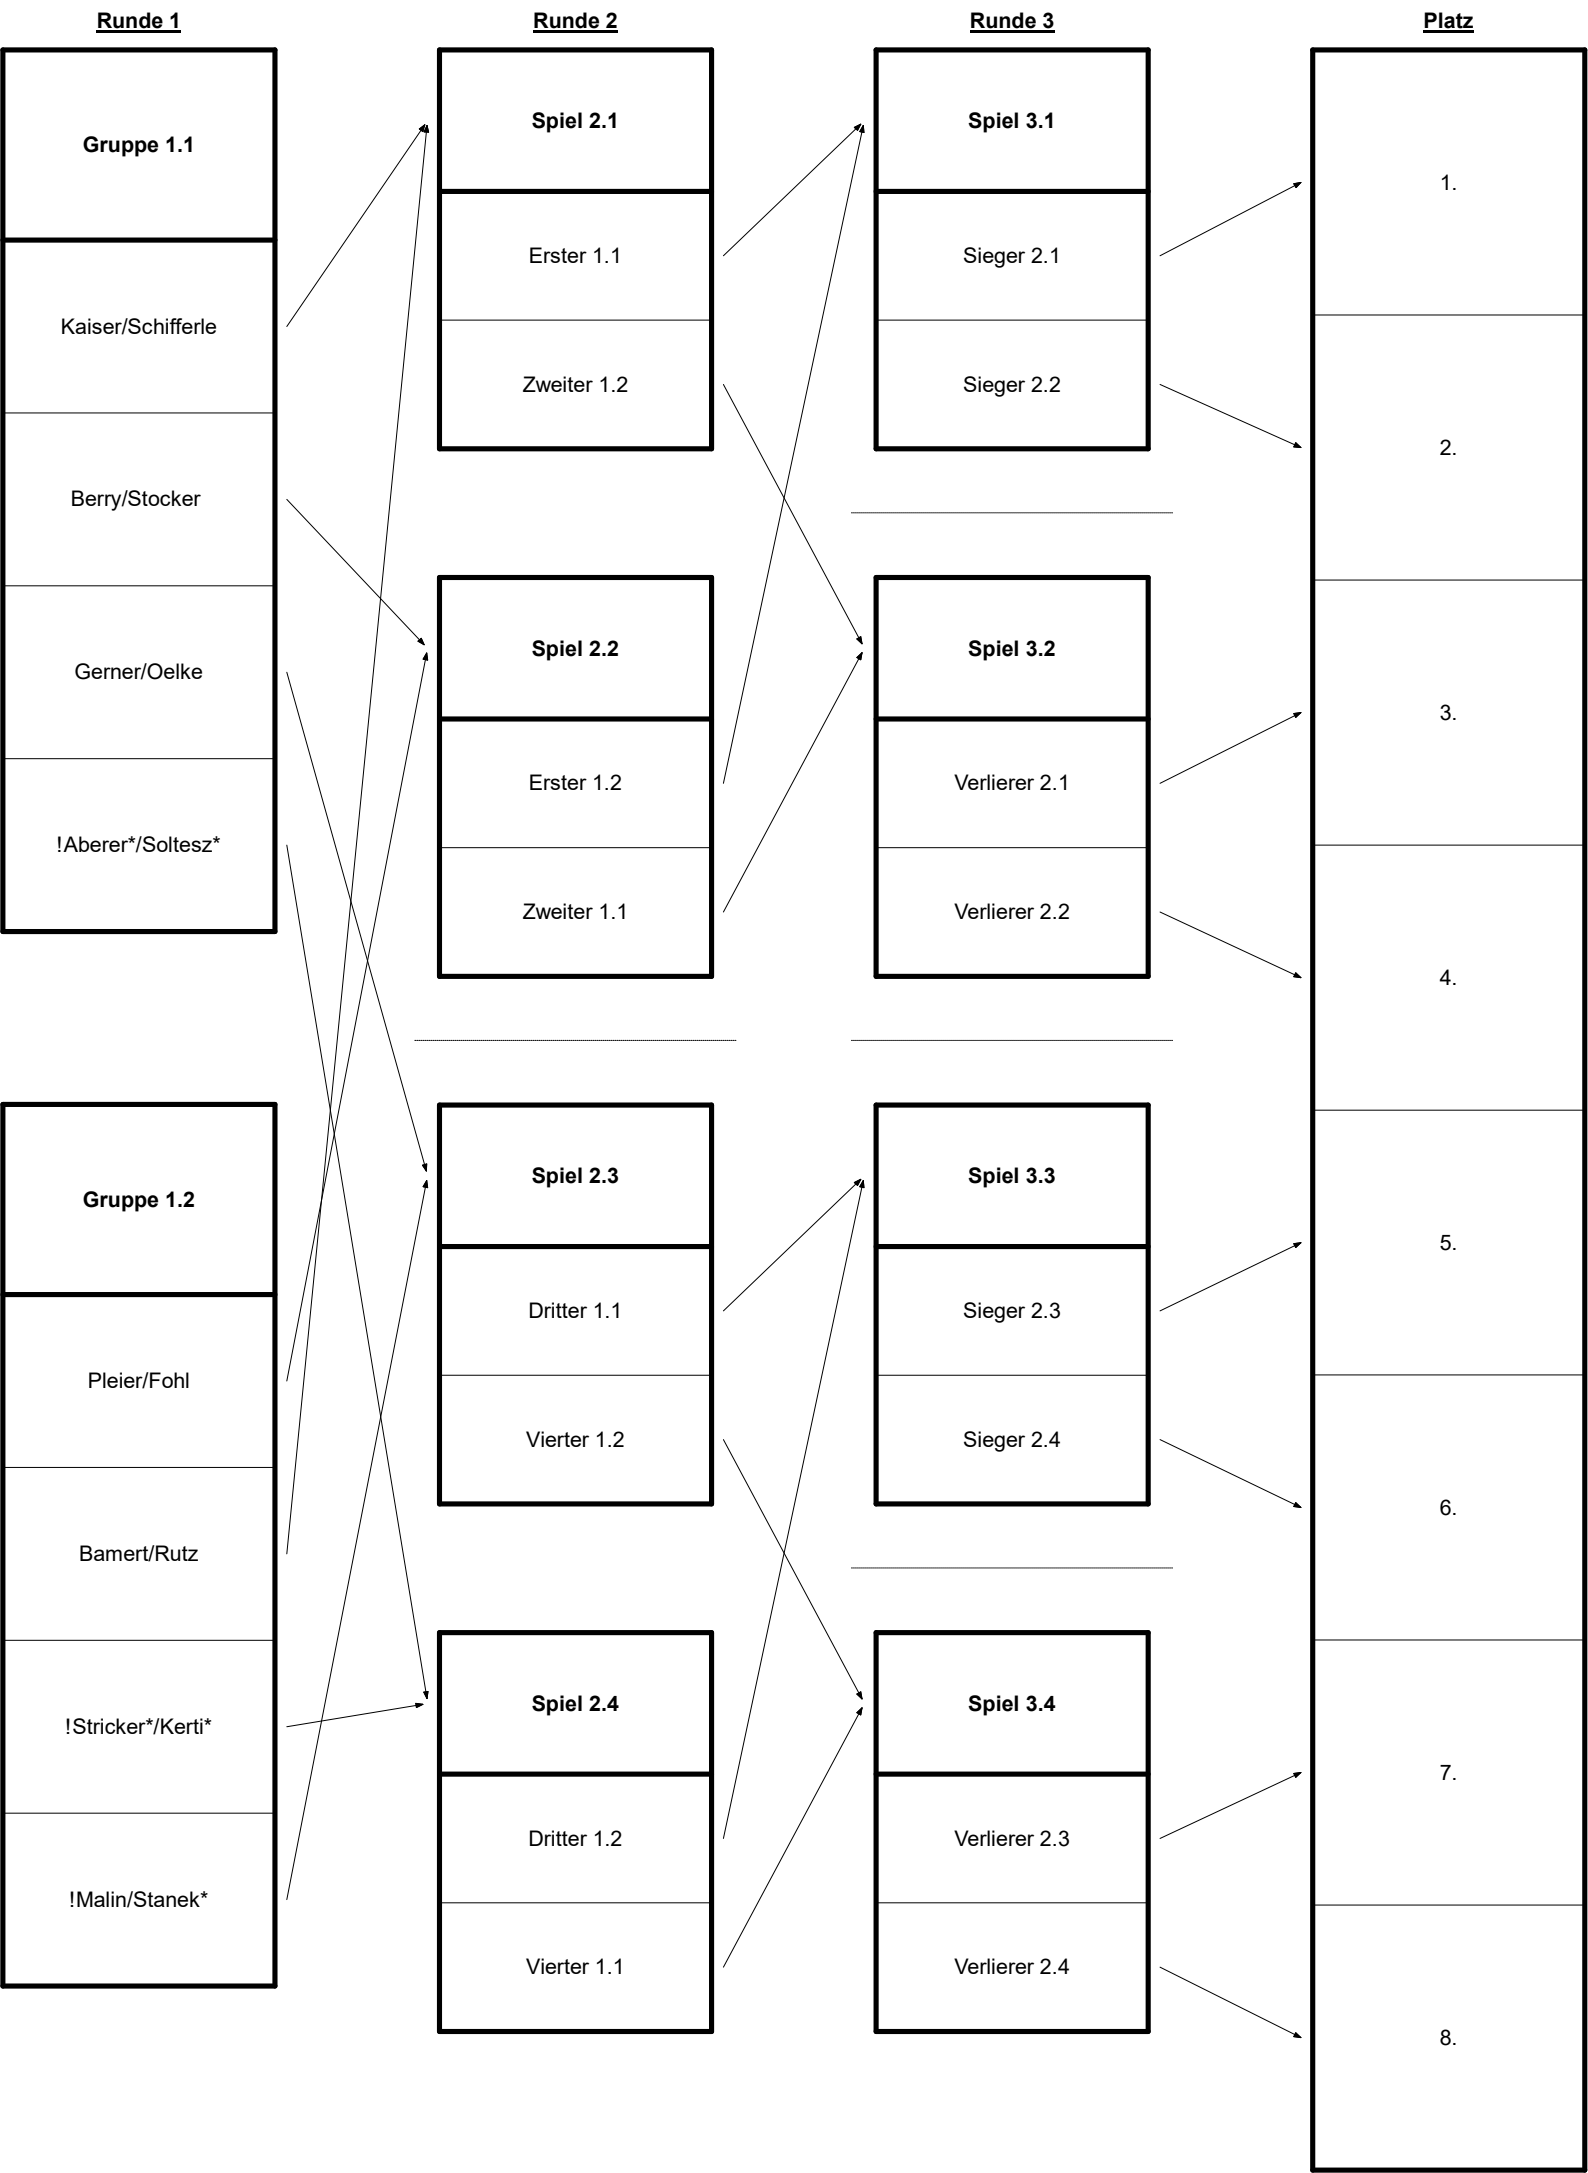 Runde 1
Runde 2
Runde 3
Platz
Gruppe 1.1
Kaiser/Schifferle
Berry/Stocker
Gerner/Oelke
!Aberer*/Soltesz*
Gruppe 1.2
Pleier/Fohl
Bamert/Rutz
!Stricker*/Kerti*
!Malin/Stanek*
Spiel 2.1
Erster 1.1
Zweiter 1.2
Spiel 2.2
Erster 1.2
Zweiter 1.1
Spiel 2.3
Dritter 1.1
Vierter 1.2
Spiel 2.4
Dritter 1.2
Vierter 1.1
Spiel 3.1
Sieger 2.1
Sieger 2.2
Spiel 3.2
Verlierer 2.1
Verlierer 2.2
Spiel 3.3
Sieger 2.3
Sieger 2.4
Spiel 3.4
Verlierer 2.3
Verlierer 2.4
1.
2.
3.
4.
5.
6.
7.
8.